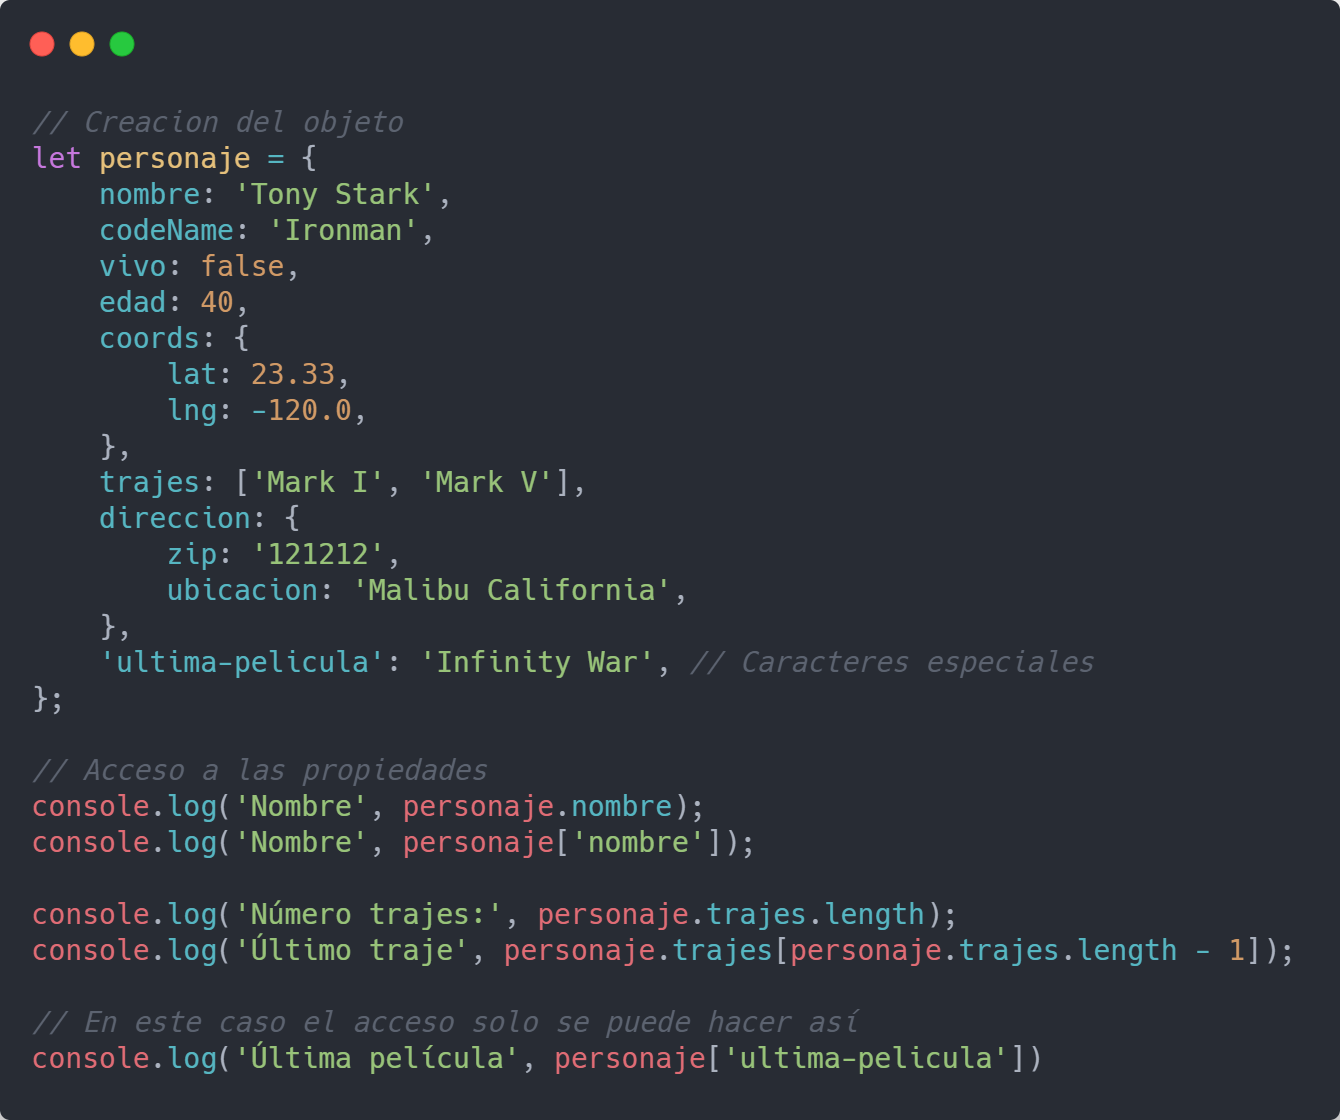 // Creacion del objeto
let personaje = {
    nombre: 'Tony Stark',
    codeName: 'Ironman',
    vivo: false,
    edad: 40,
    coords: {
        lat: 23.33,
        lng: -120.0,
    },
    trajes: ['Mark I', 'Mark V'],
    direccion: {
        zip: '121212',
        ubicacion: 'Malibu California',
    },
    'ultima-pelicula': 'Infinity War', // Caracteres especiales
};

// Acceso a las propiedades
console.log('Nombre', personaje.nombre);
console.log('Nombre', personaje['nombre']);

console.log('Número trajes:', personaje.trajes.length);
console.log('Último traje', personaje.trajes[personaje.trajes.length - 1]);

// En este caso el acceso solo se puede hacer así
console.log('Última película', personaje['ultima-pelicula'])